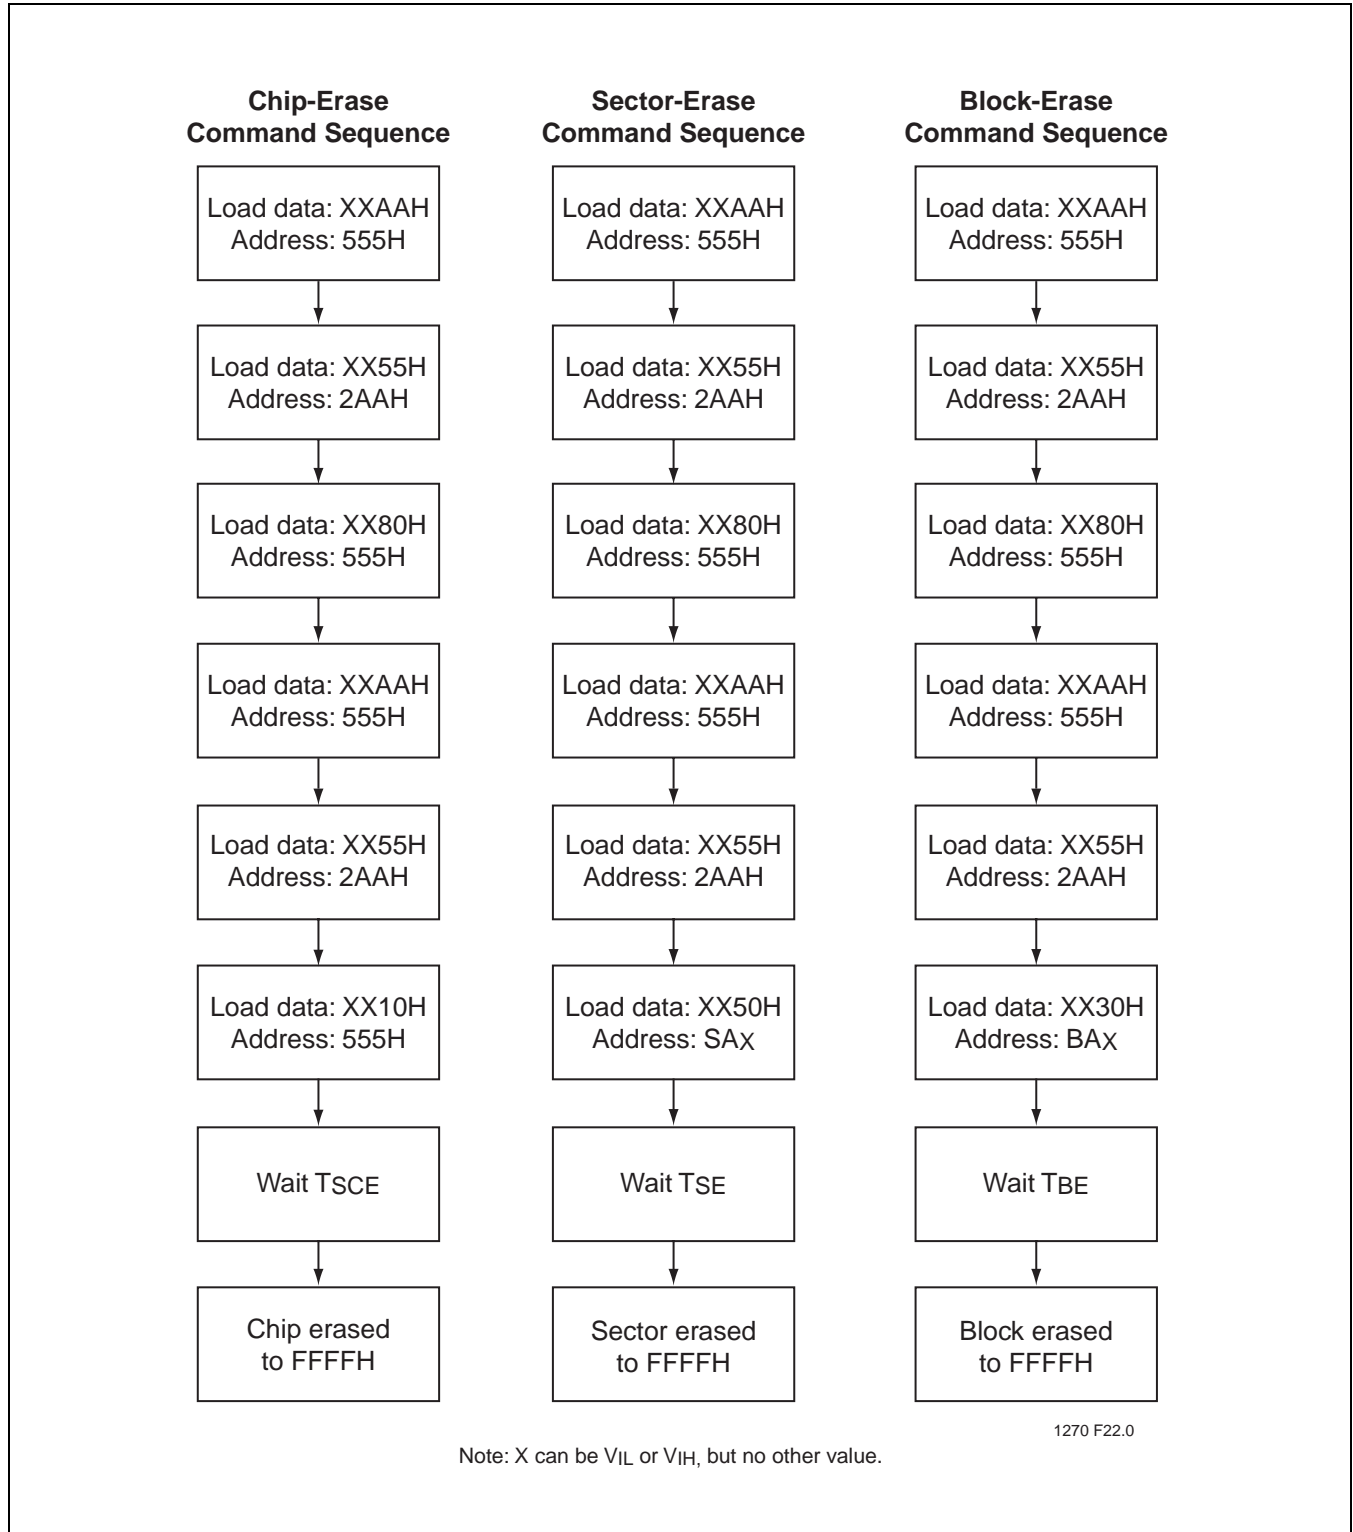 Chip-Erase
Command Sequence
Load data: XXAAH
Address: 555H
Load data: XX55H
Address: 2AAH
Load data: XX80H
Address: 555H
Load data: XXAAH
Address: 555H
Load data: XX55H
Address: 2AAH
Load data: XX10H
Address: 555H
Wait TSCE
Chip erased
to FFFFH
Sector-Erase
Command Sequence
Load data: XXAAH
Address: 555H
Load data: XX55H
Address: 2AAH
Load data: XX80H
Address: 555H
Load data: XXAAH
Address: 555H
Load data: XX55H
Address: 2AAH
Load data: XX50H
Address: SAX
Wait TSE
Sector erased
to FFFFH
Block-Erase
Command Sequence
Load data: XXAAH
Address: 555H
Load data: XX55H
Address: 2AAH
Load data: XX80H
Address: 555H
Load data: XXAAH
Address: 555H
Load data: XX55H
Address: 2AAH
Load data: XX30H
Address: BAX
Wait TBE
Block erased
to FFFFH
1270 F22.0
Note: X can be VIL or VIH, but no other value.